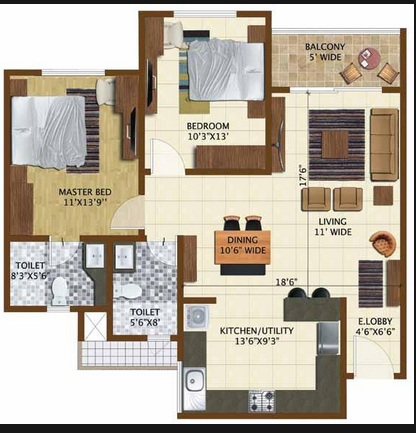 BALCONY
5' WIDE
BEDROOM
10'3"X13'
17'6"
MASTER BED
11'X13'9''
LIVING
11' WIDE
DINING
10'6" WIDE
TOILET
8'3"X5'6"
18'6"
TOILET
5'6"X8'
KITCHEN/UTILITY
13'6"X9'3"
E.LOBBY
4'6"X6'6"